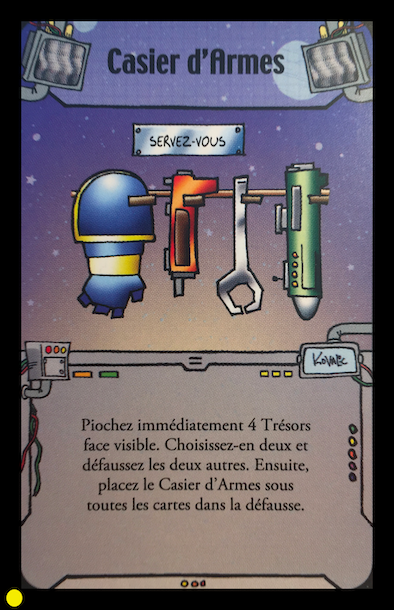 Casier d'Armes
SERVEZ-VOUS
KOVALIC
Piochez immédiatement 4 Trésors
face visible. Choisissez-en deux et
défaussez les deux autres. Ensuite,
placez le Casier d'Armes sous
toutes les cartes dans la défausse.